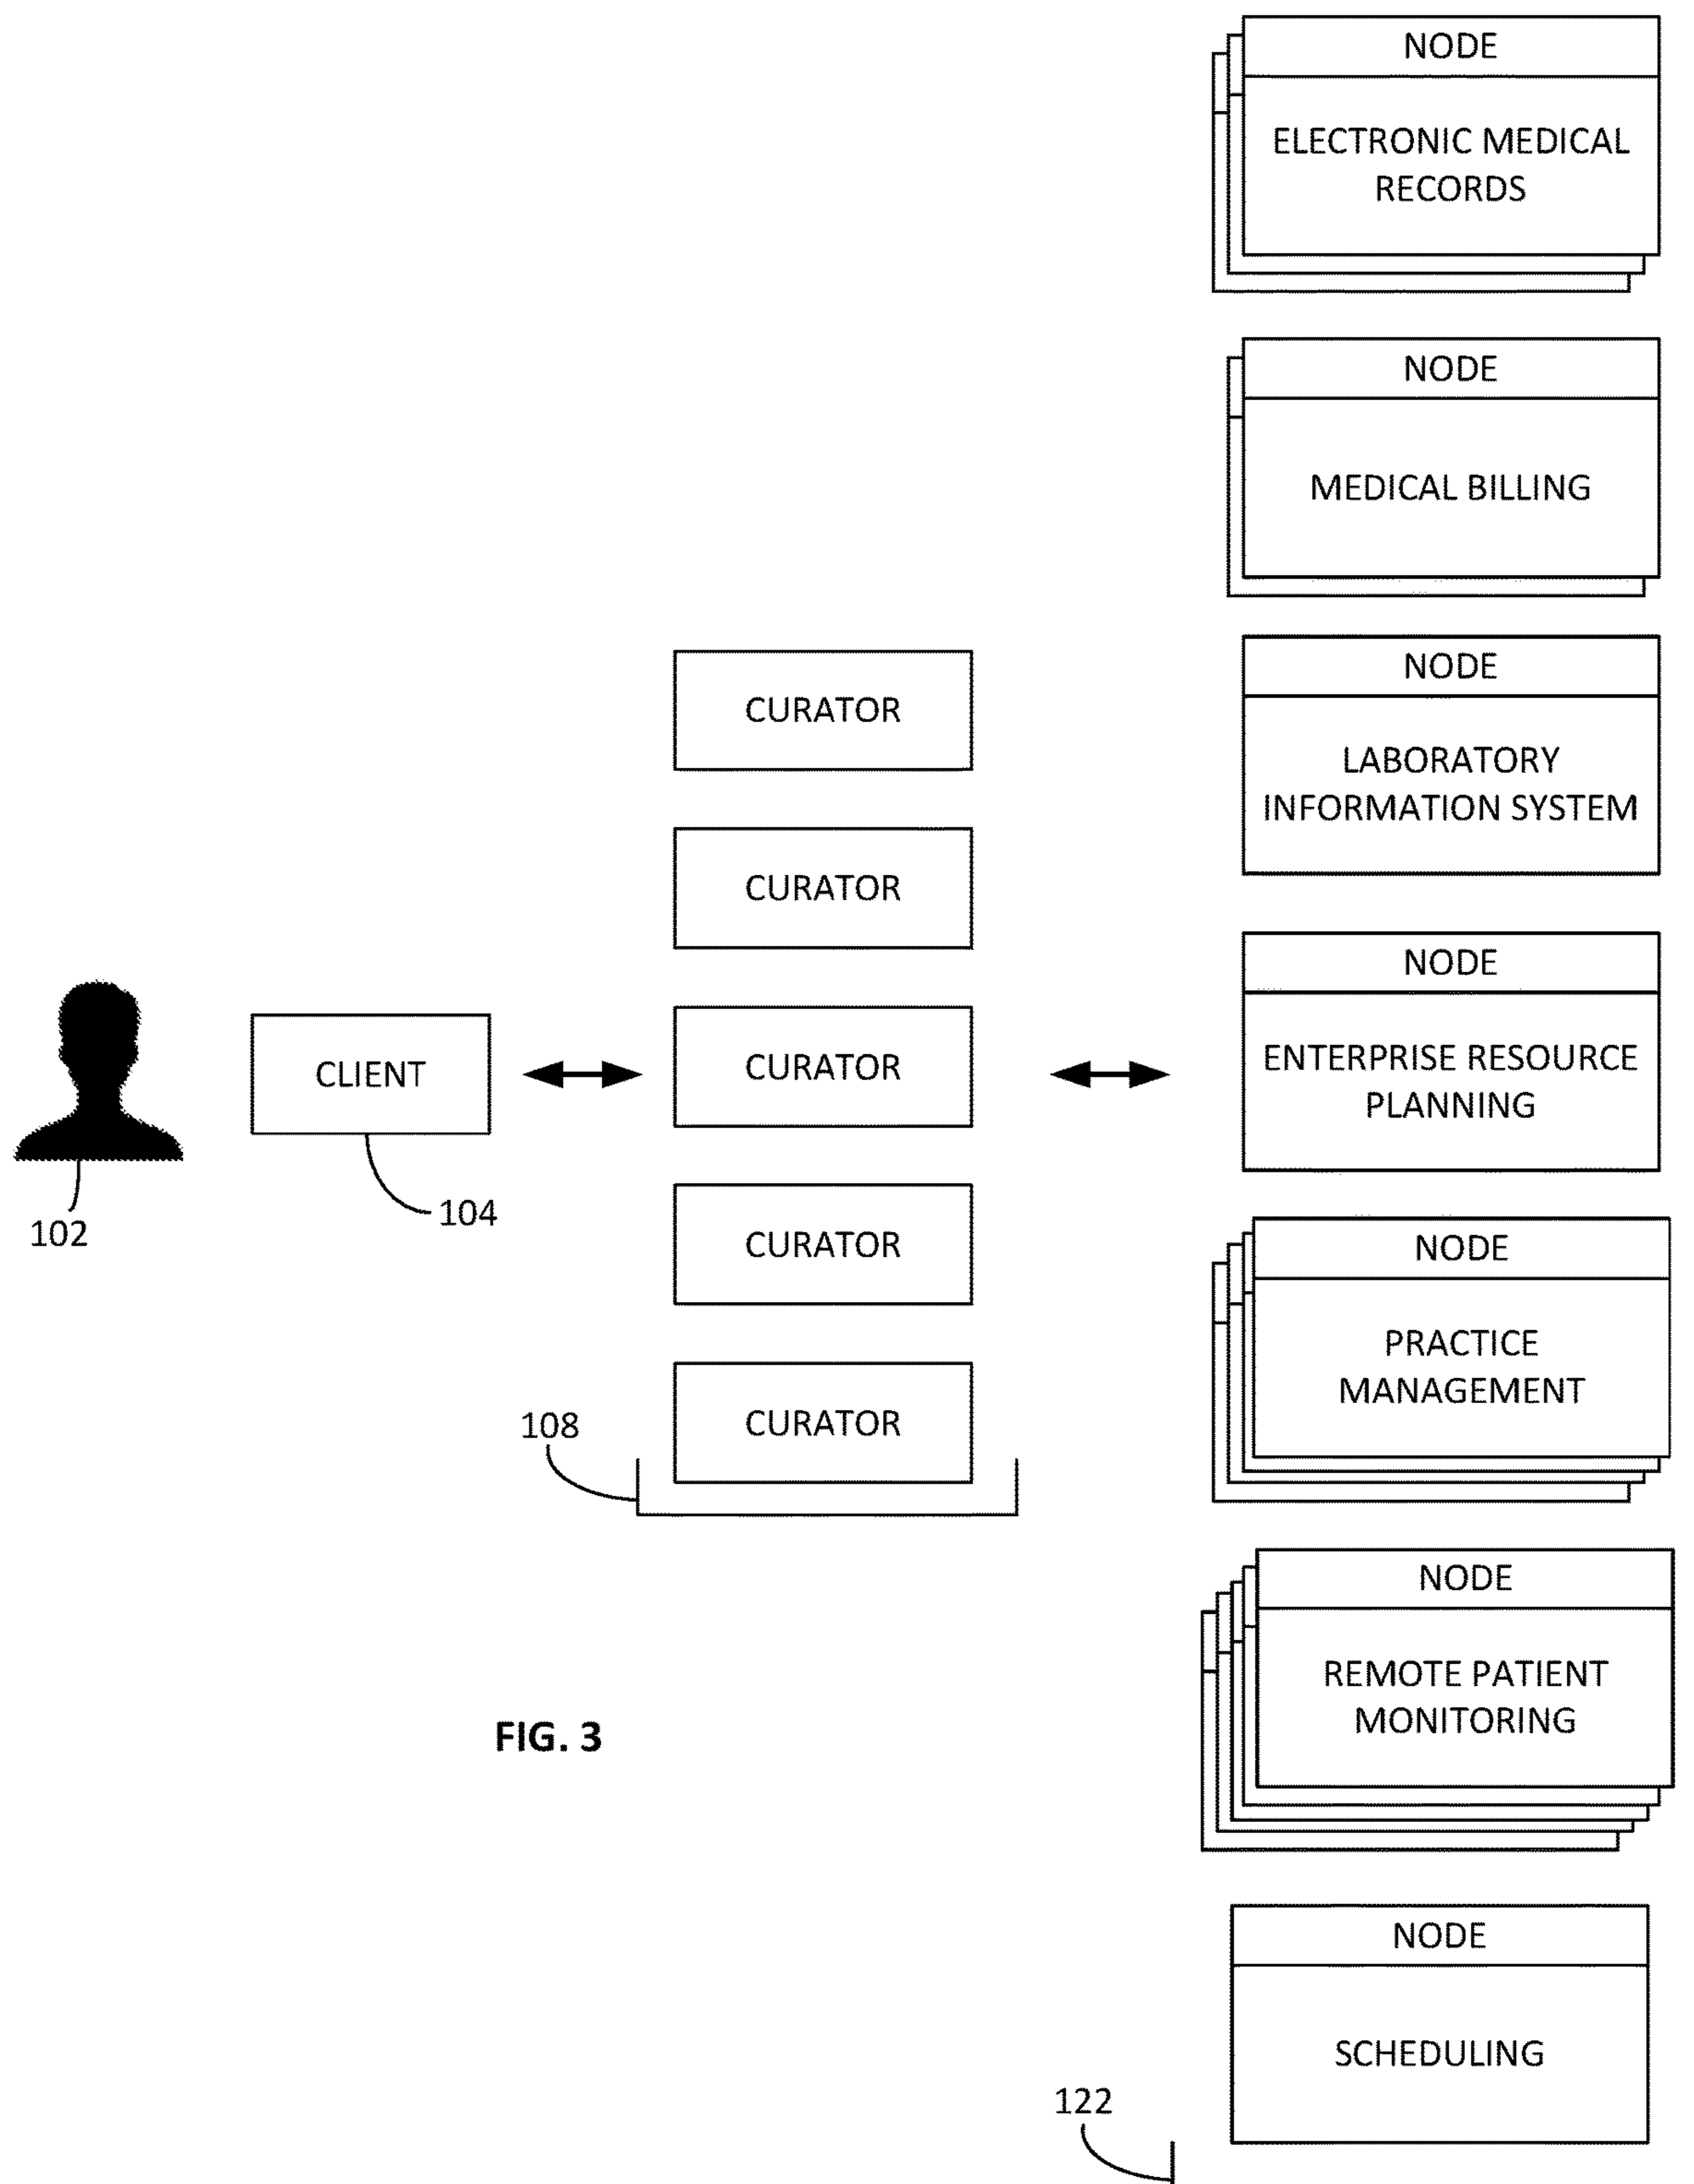 NODE
ELECTRONIC MEDICAL
RECORDS
NODE
MEDICAL BILLING
NODE
LABORATORY
INFORMATION SYSTEM
NODE
ENTERPRISE RESOURCE
PLANNING
NODE
PRACTICE
MANAGEMENT
NODE
REMOTE PATIENT
MONITORING
NODE
SCHEDULING
122
CURATOR
CURATOR
CURATOR
CURATOR
CURATOR
108
CLIENT
104
102
FIG. 3